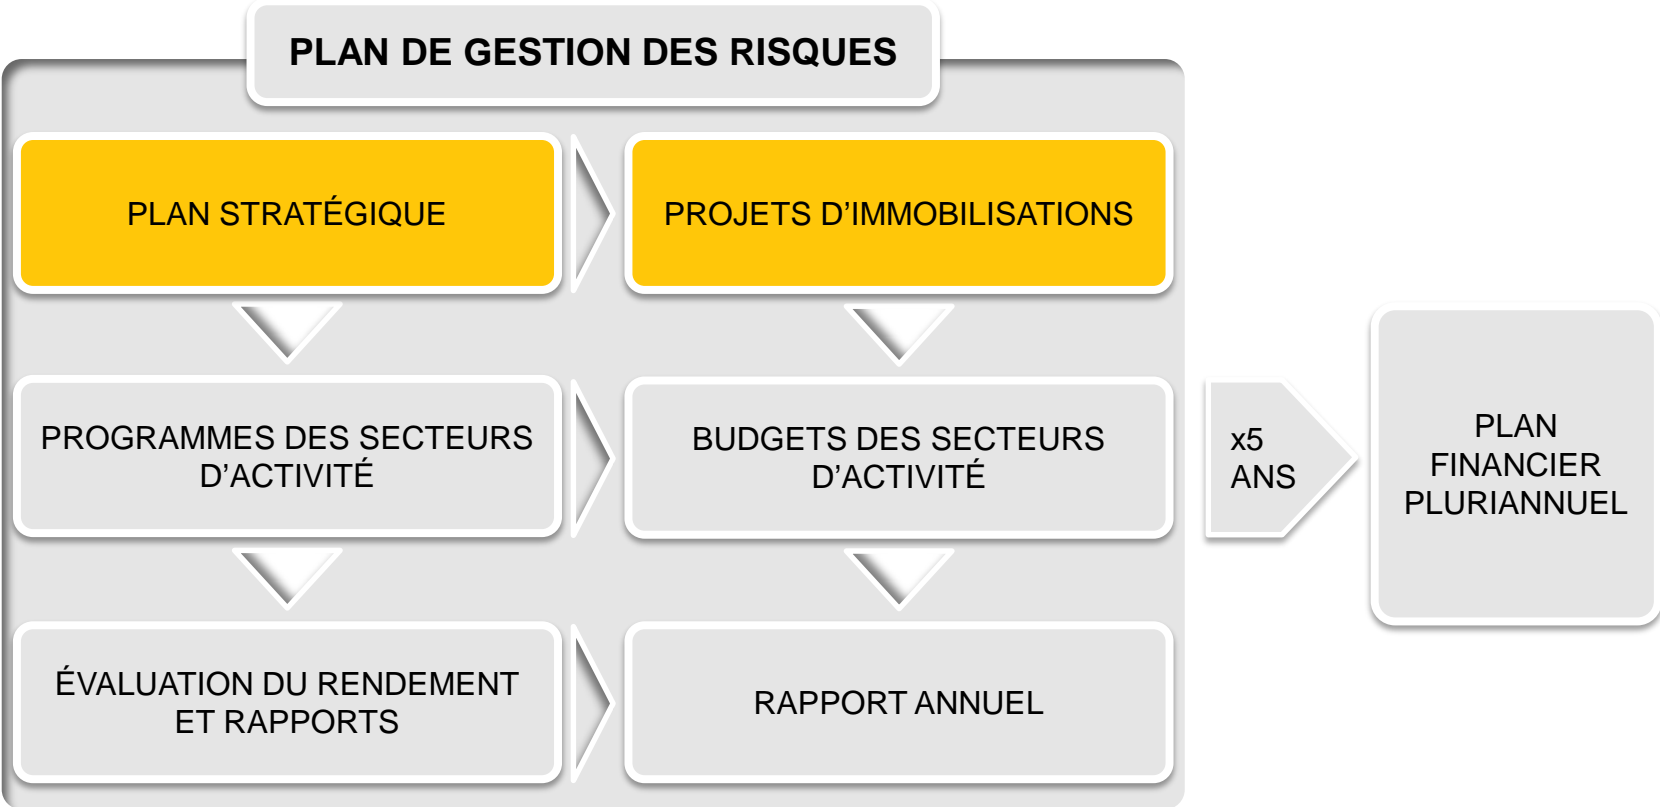 PLAN DE GESTION DES RISQUES
PLAN STRATÉGIQUE
PROJETS D’IMMOBILISATIONS
PROGRAMMES DES SECTEURS
D’ACTIVITÉ
BUDGETS DES SECTEURS
D’ACTIVITÉ
x5
ANS
PLAN
FINANCIER
PLURIANNUEL
ÉVALUATION DU RENDEMENT
ET RAPPORTS
RAPPORT ANNUEL